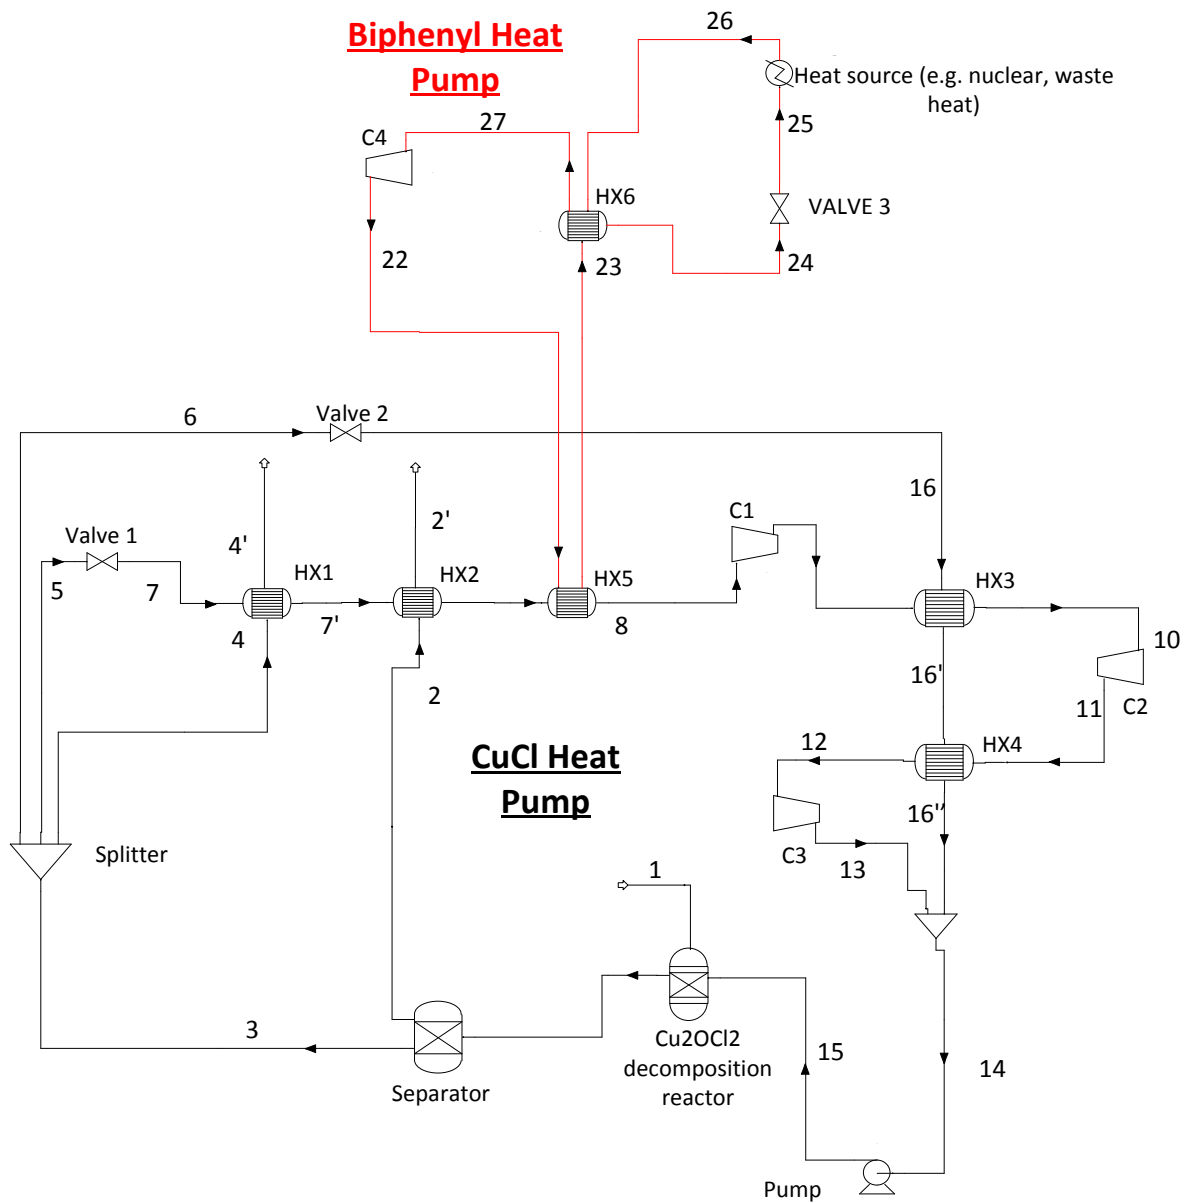 Biphenyl Heat
Pump
26
Heat source (e.g. nuclear, waste
heat)
25
27
C4
HX6
VALVE 3
22
23
24
6
Valve 2
16
Valve 1
4'
2'
C1
5
7
HX1
HX2
HX5
HX3
4
7'
8
10
2
16'
11
C2
CuCl Heat
Pump
12
HX4
16''
Splitter
C3
13
1
3
Cu2OCl2
decomposition
reactor
15
14
Separator
Pump